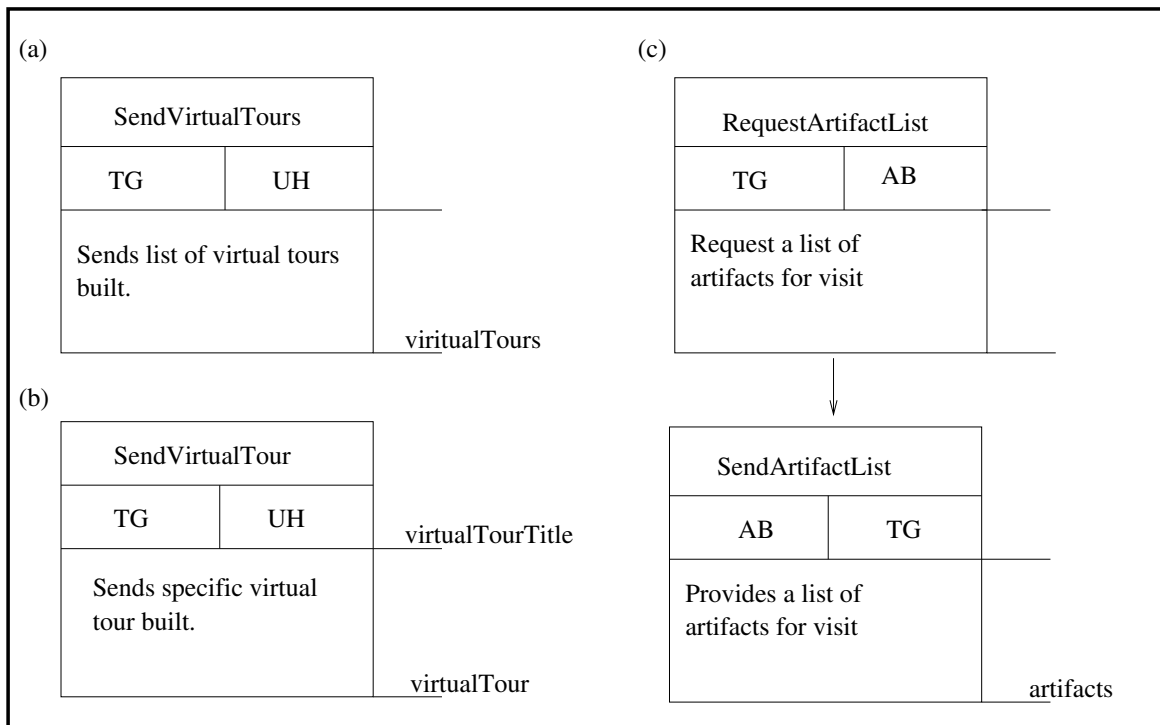 (a)
SendVirtualTours
TG UH
Sends list of virtual tours
built.
viritualTours
(b)
SendVirtualTour
TG UH
virtualTourTitle
Sends specific virtual
tour built.
virtualTour
(c)
RequestArtifactList
TG AB
Request a list of
artifacts for visit
SendArtifactList
AB TG
Provides a list of
artifacts for visit
artifacts